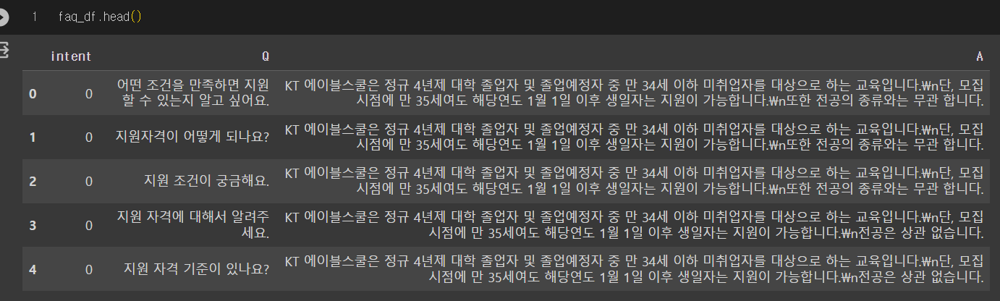 1 faq_df.head()
intent Q A
0 0 어떤 조건을 만족하면 지원 KT 에이블스쿨은 정규 4년제 대학 졸업자 및 졸업예정자 중 만 34세 이하 미취업자를 대상으로 하는 교육입니다.\n단, 모집
할 수 있는지 알고 싶어요. 시점에 만 35세여도 해당연도 1월 1일 이후 생일자는 지원이 가능합니다.\n또한 전공의 종류와는 무관 합니다.
1 0 지원자격이 어떻게 되나요? KT 에이블스쿨은 정규 4년제 대학 졸업자 및 졸업예정자 중 만 34세 이하 미취업자를 대상으로 하는 교육입니다.\n단, 모집
시점에 만 35세여도 해당연도 1월 1일 이후 생일자는 지원이 가능합니다.\n또한 전공의 종류와는 무관 합니다.
2 0 지원 조건이 궁금해요. KT 에이블스쿨은 정규 4년제 대학 졸업자 및 졸업예정자 중 만 34세 이하 미취업자를 대상으로 하는 교육입니다.\n단, 모집
시점에 만 35세여도 해당연도 1월 1일 이후 생일자는 지원이 가능합니다.\n또한 전공의 종류와는 무관 합니다.
3 0 지원 자격에 대해서 알려주 KT 에이블스쿨은 정규 4년제 대학 졸업자 및 졸업예정자 중 만 34세 이하 미취업자를 대상으로 하는 교육입니다.\n단, 모집
세요. 시점에 만 35세여도 해당연도 1월 1일 이후 생일자는 지원이 가능합니다.\n전공은 상관 없습니다.
4 0 지원 자격 기준이 있나요? KT 에이블스쿨은 정규 4년제 대학 졸업자 및 졸업예정자 중 만 34세 이하 미취업자를 대상으로 하는 교육입니다.\n단, 모집
시점에 만 35세여도 해당연도 1월 1일 이후 생일자는 지원이 가능합니다.\n전공은 상관 없습니다.